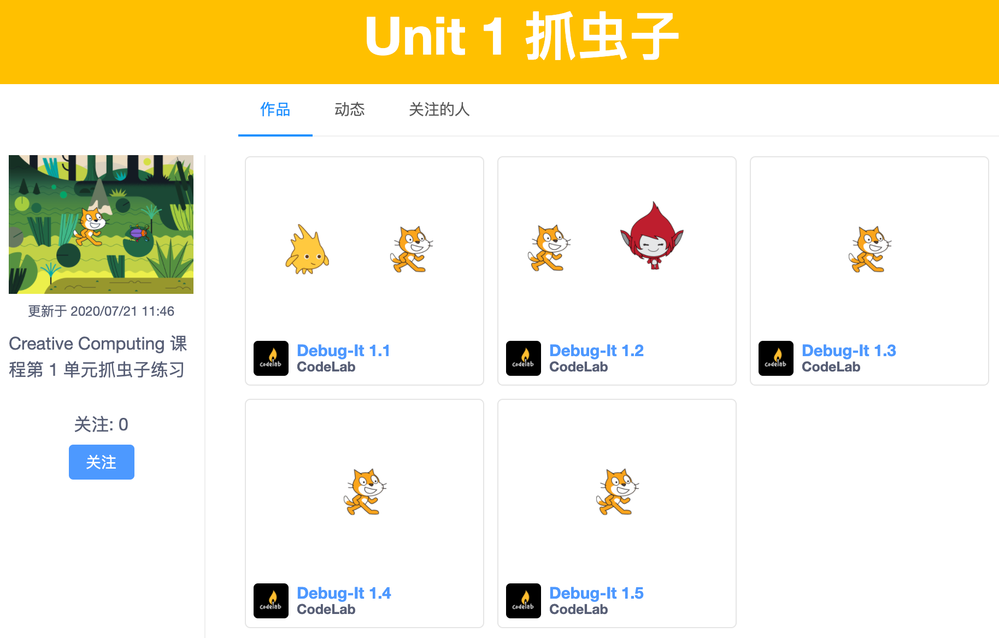 Unit 1 抓虫子
作品 动态 关注的人
更新于 2020/07/21 11:46
Creative Computing 课
程第 1 单元抓虫子练习
关注: 0
关注
codelab
Debug-It 1.1
CodeLab
codelab
Debug-It 1.2
CodeLab
codelab
Debug-It 1.3
CodeLab
codelab
Debug-It 1.4
CodeLab
codelab
Debug-It 1.5
CodeLab